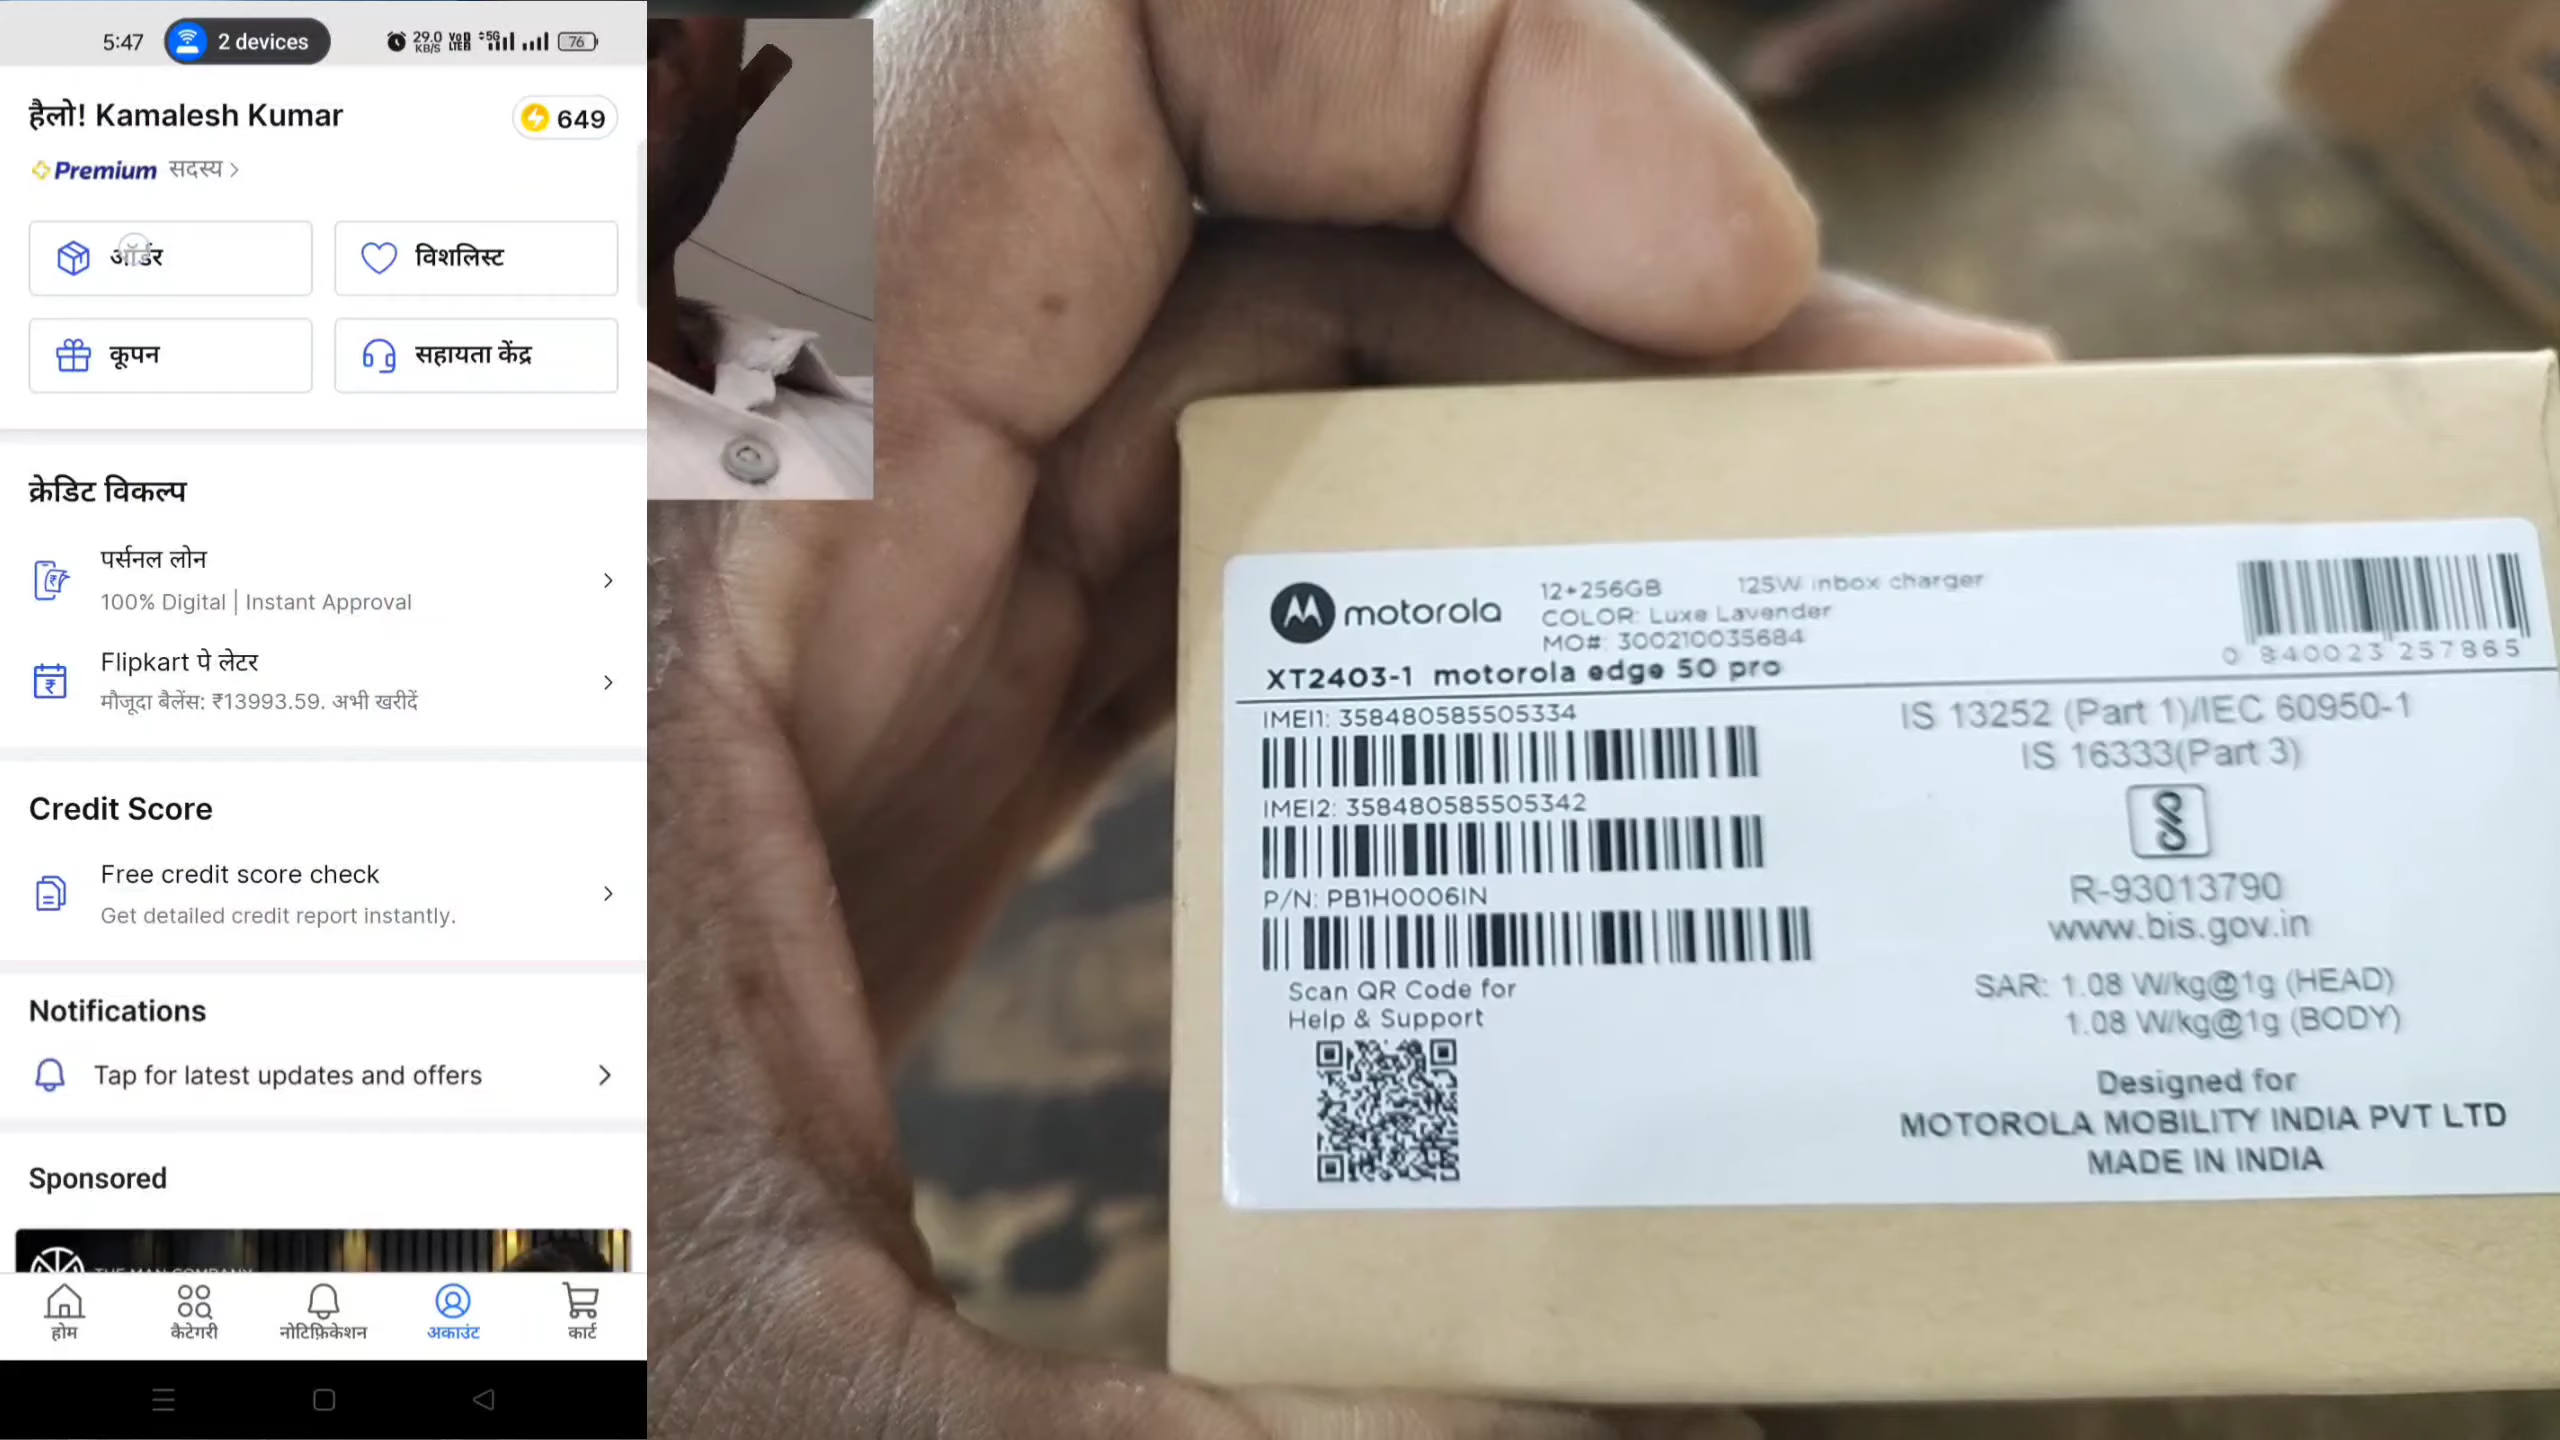 5:47
2 devices
29.0 KB/S
VoD LTE
5G
76
हैलो! Kamalesh Kumar
649
Premium सदस्य
ऑर्डर
विशलिस्ट
कूपन
सहायता केंद्र
क्रेडिट विकल्प
पर्सनल लोन
100% Digital | Instant Approval
Flipkart पे लेटर
मौजूदा बैलेंस: ₹13993.59. अभी खरीदें
Credit Score
Free credit score check
Get detailed credit report instantly.
Notifications
Tap for latest updates and offers
Sponsored
THE MAN COMPANY
होम
कैटेगरी
नोटिफ़िकेशन
अकाउंट
कार्ट
motorola
12+256GB 125W inbox charger
COLOR: Luxe Lavender
MO#: 300210035684
XT2403-1 motorola edge 50 pro
0 840023 257865
IMEI1: 358480585505334
IMEI2: 358480585505342
P/N: PB1H0006IN
Scan QR Code for
Help & Support
IS 13252 (Part 1)/IEC 60950-1
IS 16333(Part 3)
R-93013790
www.bis.gov.in
SAR: 1.08 W/kg@1g (HEAD)
1.08 W/kg@1g (BODY)
Designed for
MOTOROLA MOBILITY INDIA PVT LTD
MADE IN INDIA